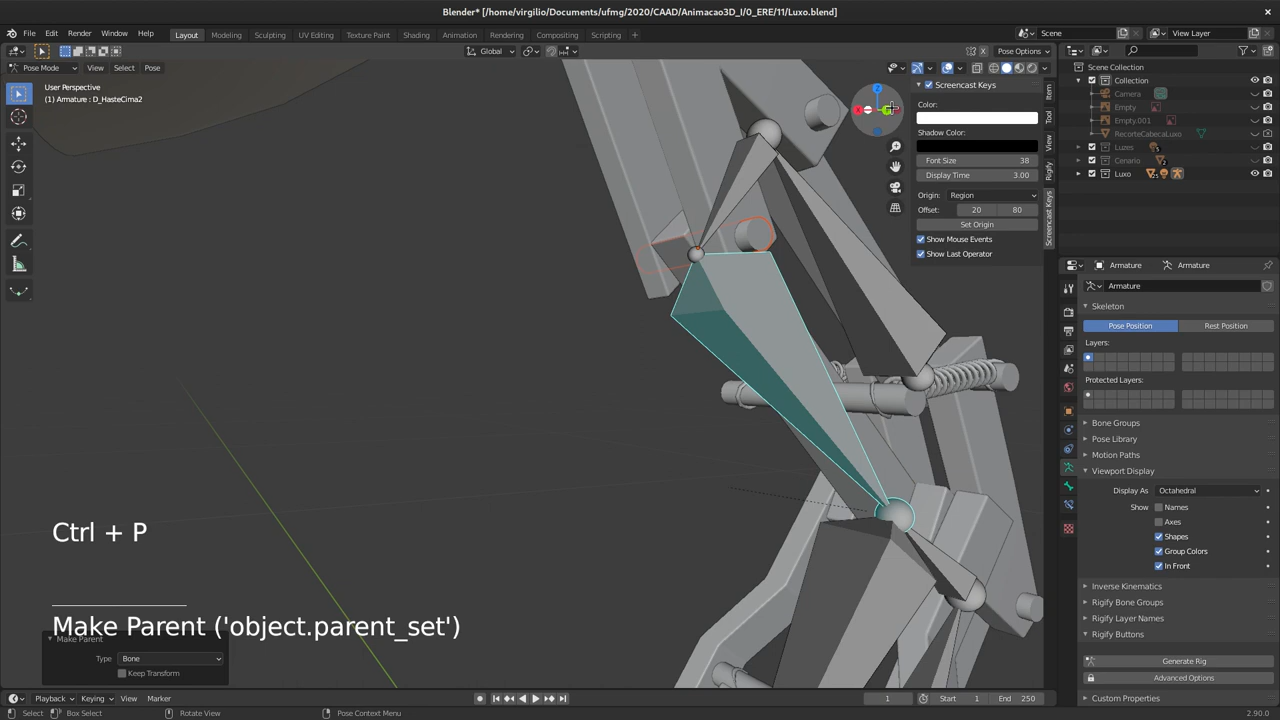 Blender* [/home/virgilio/Documents/ufmg/2020/CAAD/Animacao3D_I/0_ERE/11/Luxo.blend]
File Edit Render Window Help
Layout Modeling Sculpting UV Editing Texture Paint Shading Animation Rendering Compositing Scripting +
Scene
View Layer
Global
Pose Options
Pose Mode View Select Pose
User Perspective
(1) Armature : D_HasteCima2
Z
X
Screencast Keys
Color:
Shadow Color:
Font Size 38
Display Time 3.00
Origin: Region
Offset: 20 80
Set Origin
Show Mouse Events
Show Last Operator
Item
Tool
View
Rigify
Screencast Keys
Scene Collection
Collection
Camera
Empty
Empty.001
RecorteCabecaLuxo
Luzes
Cenario
Luxo
Armature Armature
Armature
Skeleton
Pose Position Rest Position
Layers:
Protected Layers:
Bone Groups
Pose Library
Motion Paths
Viewport Display
Display As Octahedral
Show Names
Axes
Shapes
Group Colors
In Front
Inverse Kinematics
Rigify Bone Groups
Rigify Layer Names
Rigify Buttons
Generate Rig
Advanced Options
Custom Properties
Ctrl + P
Make Parent ('object.parent_set')
Make Parent
Type Bone
Keep Transform
Playback Keying View Marker
1 Start 1 End 250
Select Box Select Rotate View Pose Context Menu 2.90.0